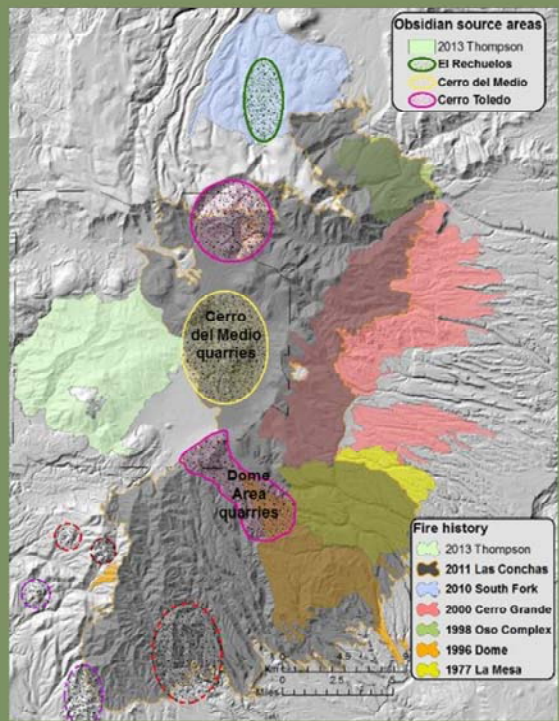 Obsidian source areas
2013 Thompson
El Rechuelos
Cerro del Medio
Cerro Toledo
Cerro
del Medio
quarries
Dome
Area
quarries
Fire history
2013 Thompson
2011 Las Conchas
2010 South Fork
2000 Cerro Grande
1998 Oso Complex
1996 Dome
1977 La Mesa
Km
Miles